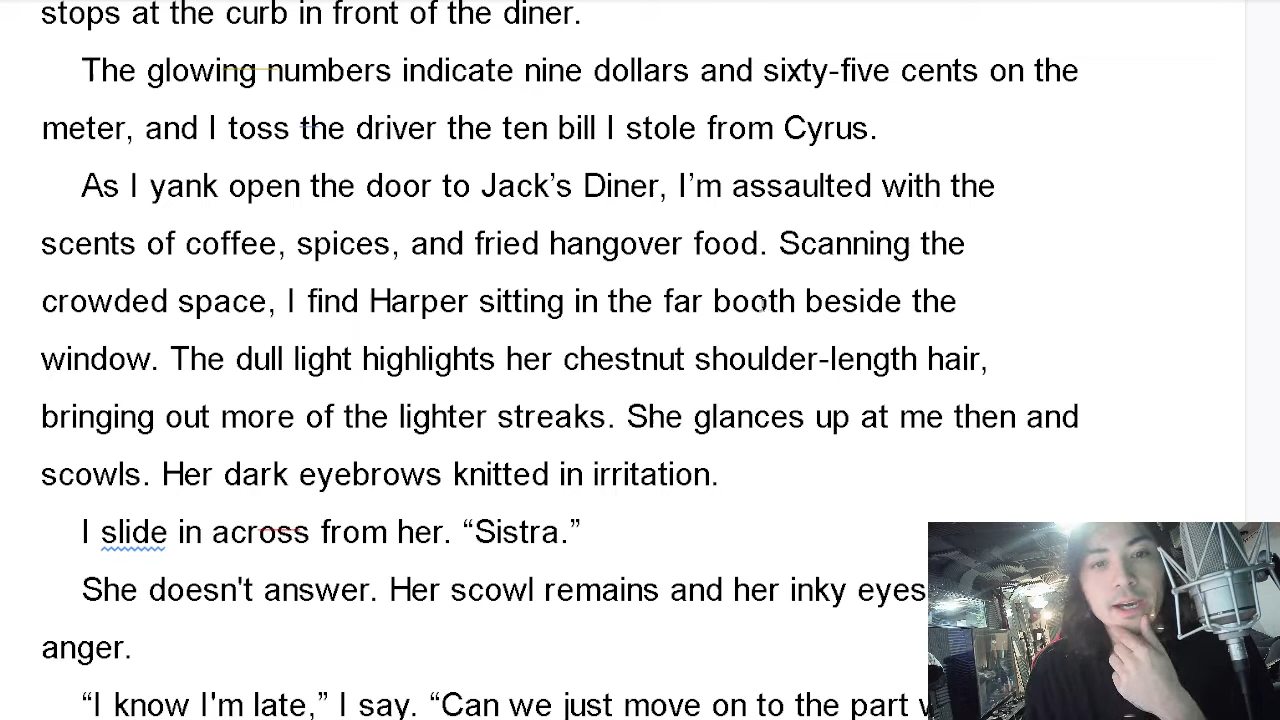 stops at the curb in front of the diner.
The glowing numbers indicate nine dollars and sixty-five cents on the
meter, and I toss the driver the ten bill I stole from Cyrus.
As I yank open the door to Jack’s Diner, I’m assaulted with the
scents of coffee, spices, and fried hangover food. Scanning the
crowded space, I find Harper sitting in the far booth beside the
window. The dull light highlights her chestnut shoulder-length hair,
bringing out more of the lighter streaks. She glances up at me then and
scowls. Her dark eyebrows knitted in irritation.
I slide in across from her. “Sistra.”
She doesn't answer. Her scowl remains and her inky eyes
anger.
“I know I'm late,” I say. “Can we just move on to the part